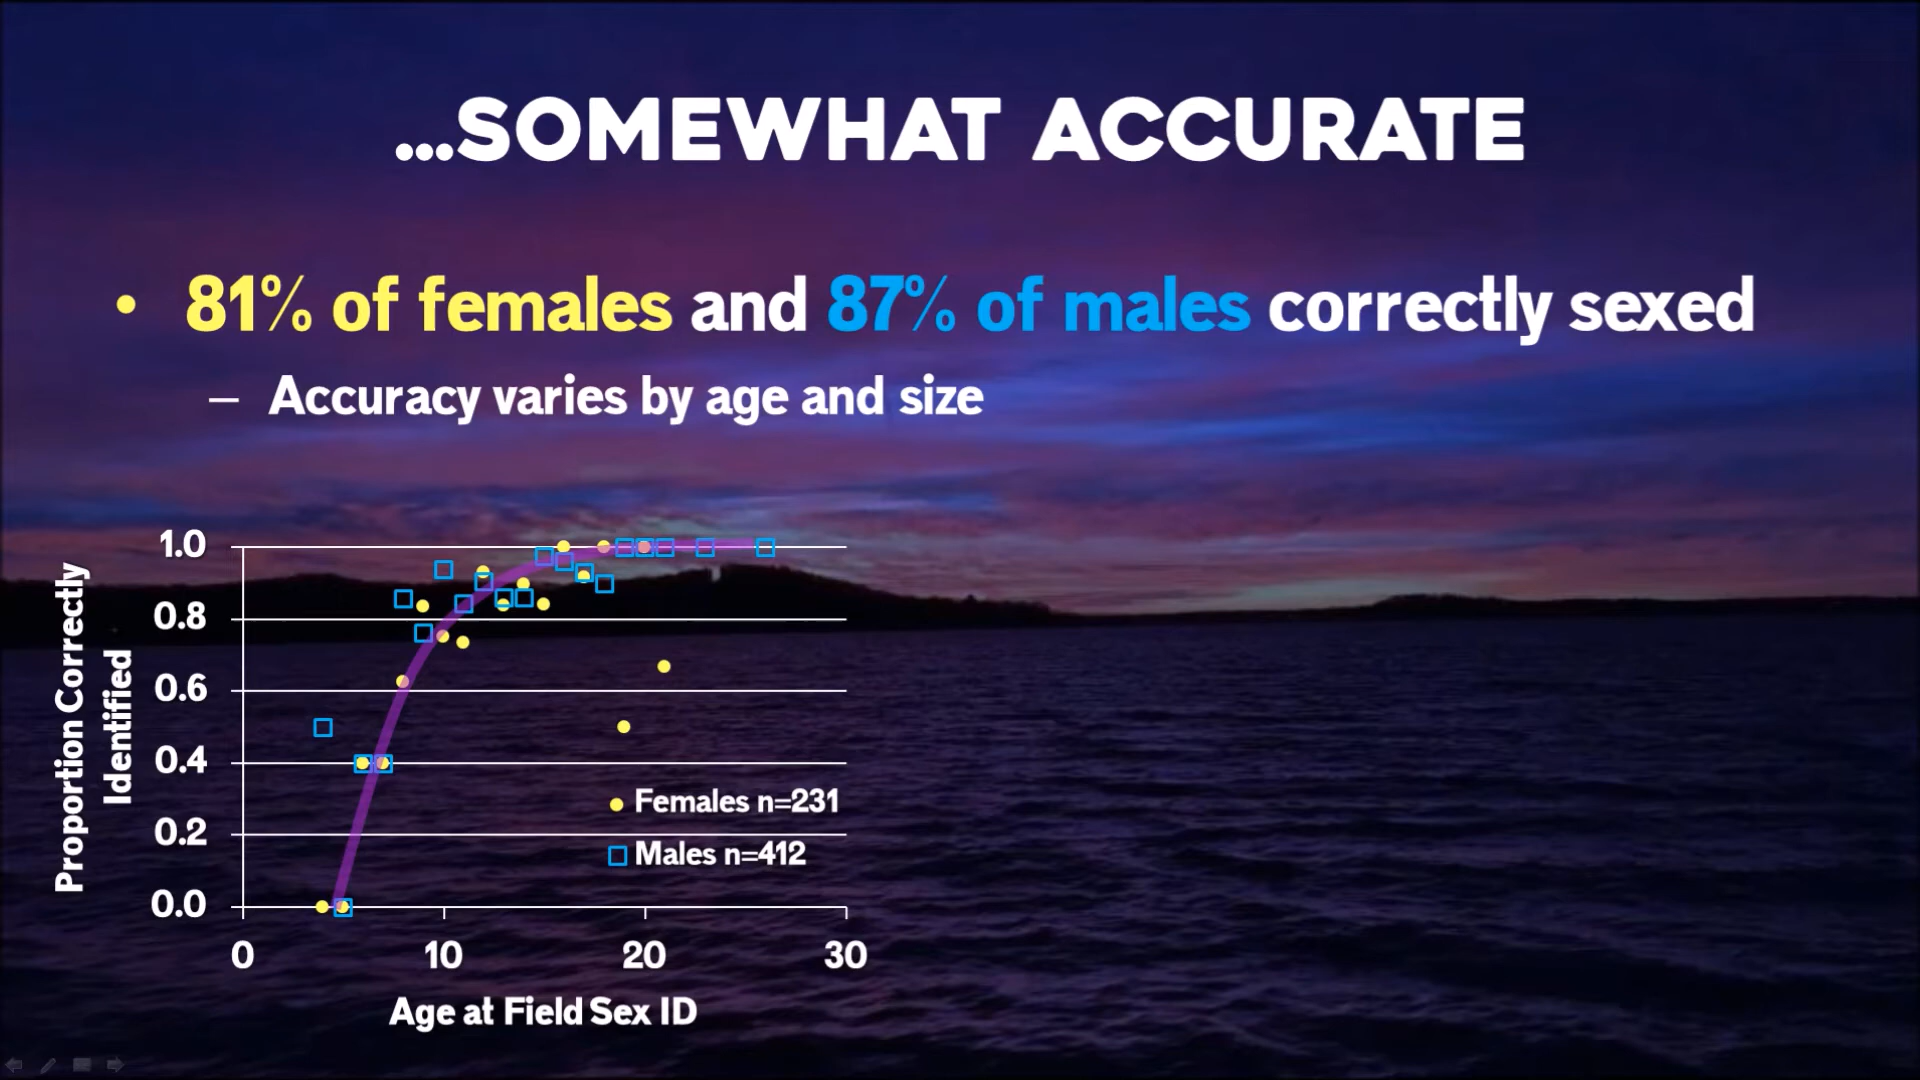 ...SOMEWHAT ACCURATE
• 81% of females and 87% of males correctly sexed
– Accuracy varies by age and size
Proportion Correctly
Identified
1.0
0.8
0.6
0.4
0.2
0.0
Females n=231
Males n=412
0 10 20 30
Age at Field Sex ID